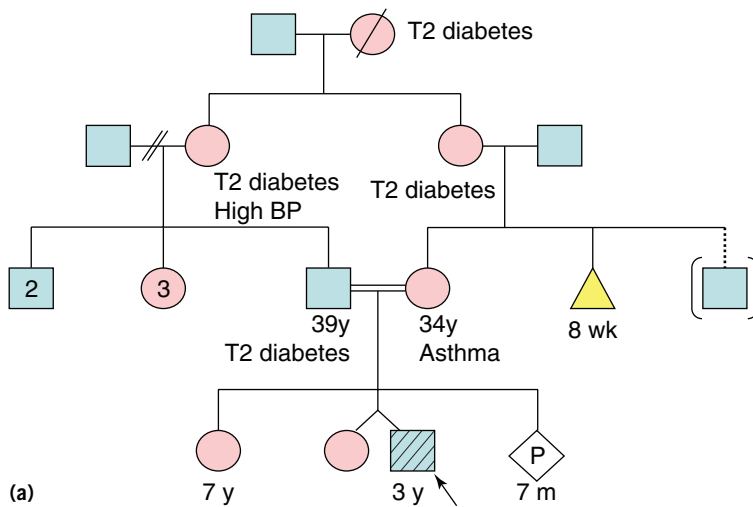 T2 diabetes
T2 diabetes
High BP
T2 diabetes
2
3
39y
T2 diabetes
34y
Asthma
8 wk
P
7 y
3 y
7 m
(a)